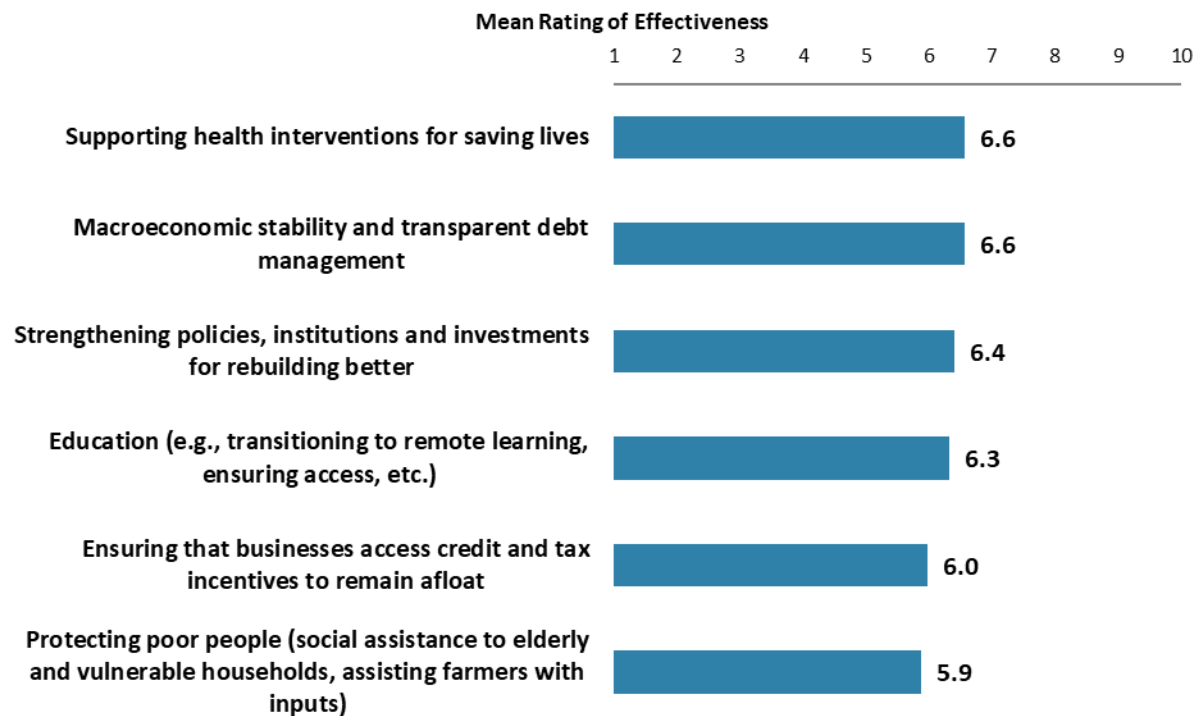 Mean Rating of Effectiveness
1 2 3 4 5 6 7 8 9 10
Supporting health interventions for saving lives
6.6
Macroeconomic stability and transparent debt
management
6.6
Strengthening policies, institutions and investments
for rebuilding better
6.4
Education (e.g., transitioning to remote learning,
ensuring access, etc.)
6.3
Ensuring that businesses access credit and tax
incentives to remain afloat
6.0
Protecting poor people (social assistance to elderly
and vulnerable households, assisting farmers with
inputs)
5.9